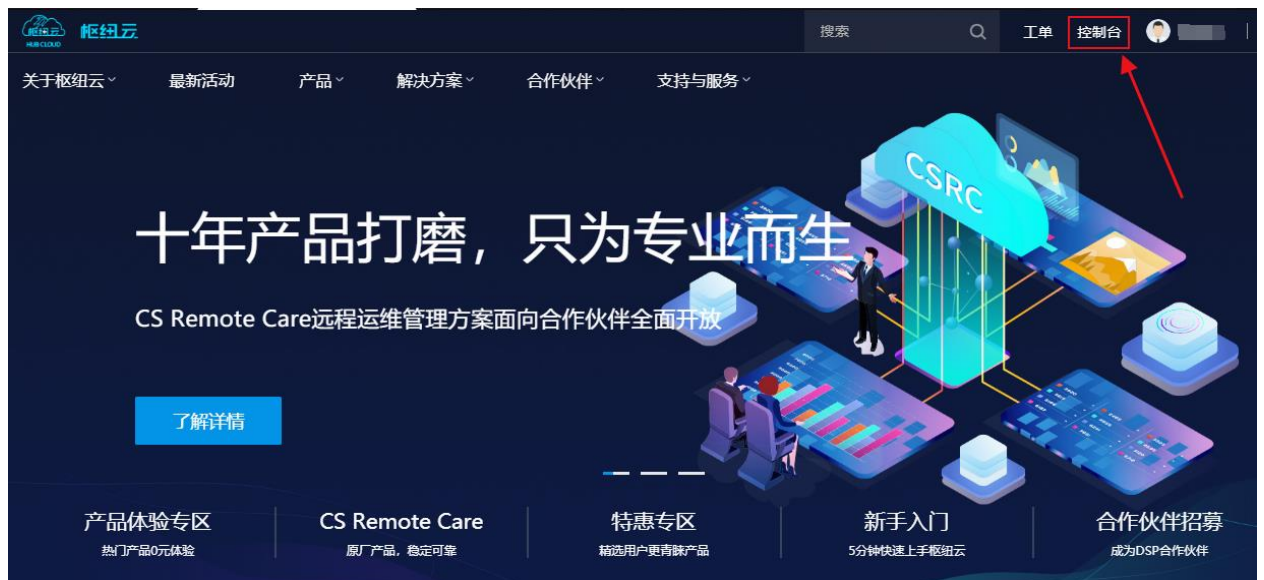 枢纽云
HUB CLOUD
枢纽云
搜索
工单
控制台
关于枢纽云
最新活动
产品
解决方案
合作伙伴
支持与服务
CSRC
十年产品打磨，只为专业而生
CS Remote Care远程运维管理方案面向合作伙伴全面开放
了解详情
产品体验专区
热门产品0元体验
CS Remote Care
原厂产品，稳定可靠
特惠专区
精选用户更青睐产品
新手入门
5分钟快速上手枢纽云
合作伙伴招募
成为DSP合作伙伴